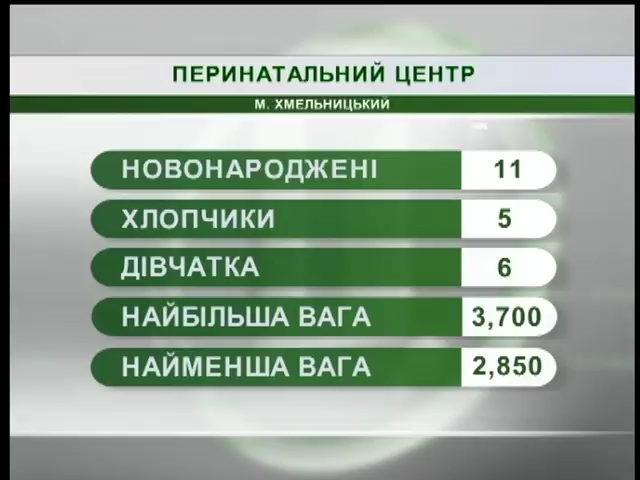 ПЕРИНАТАЛЬНИЙ ЦЕНТР
М. ХМЕЛЬНИЦЬКИЙ
НОВОНАРОДЖЕНІ 11
ХЛОПЧИКИ 5
ДІВЧАТКА 6
НАЙБІЛЬША ВАГА 3,700
НАЙМЕНША ВАГА 2,850